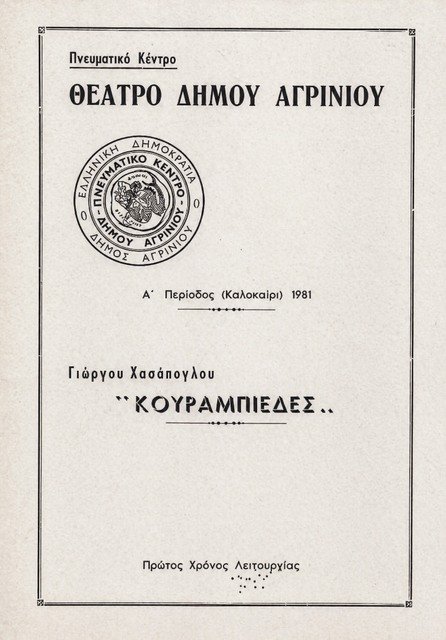 Πνευματικό Κέντρο
ΘΕΑΤΡΟ ΔΗΜΟΥ ΑΓΡΙΝΙΟΥ
ΕΛΛΗΝΙΚΗ ΔΗΜΟΚΡΑΤΙΑ
ΔΗΜΟΣ ΑΓΡΙΝΙΟΥ
ΠΝΕΥΜΑΤΙΚΟ ΚΕΝΤΡΟ
ΔΗΜΟΥ ΑΓΡΙΝΙΟΥ
Α΄ Περίοδος (Καλοκαίρι) 1981
Γιώργου Χασάπογλου
"ΚΟΥΡΑΜΠΙΕΔΕΣ„
Πρώτος Χρόνος Λειτουργίας